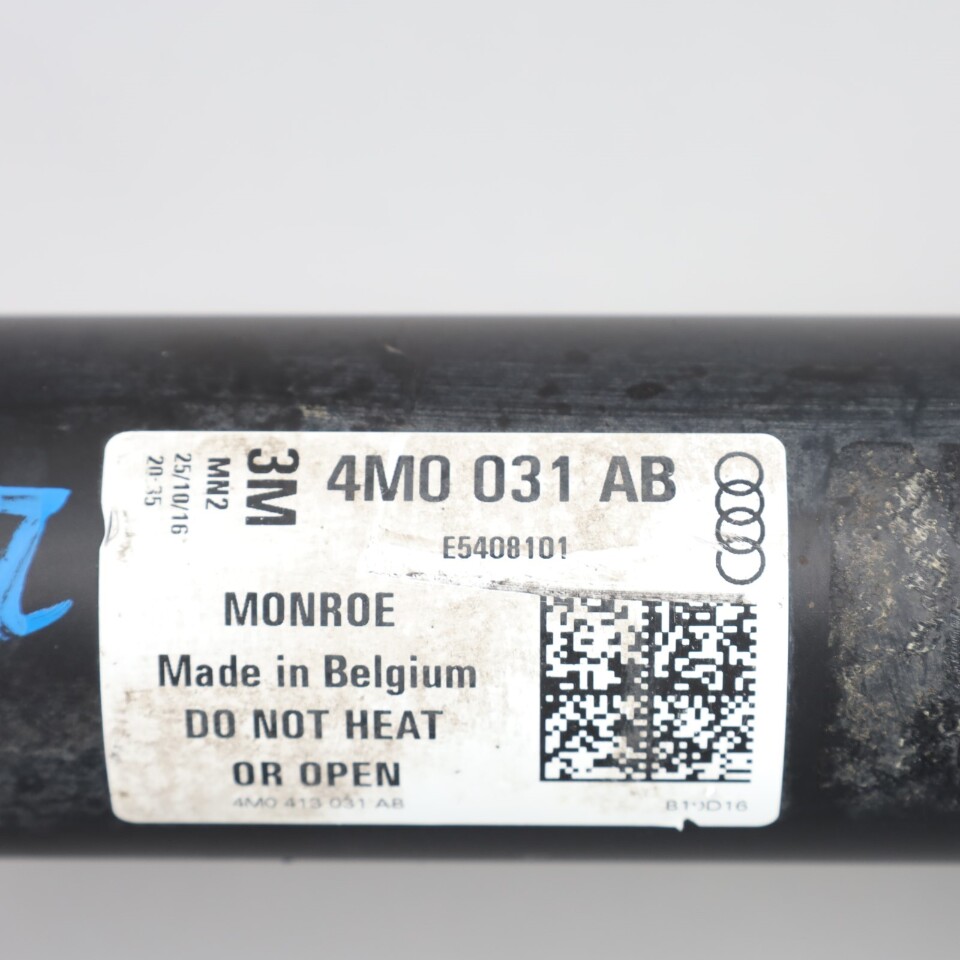 3M
MN2
25/10/16
20:35
4M0 031 AB
E5408101
MONROE
Made in Belgium
DO NOT HEAT
OR OPEN
4M0 413 031 AB